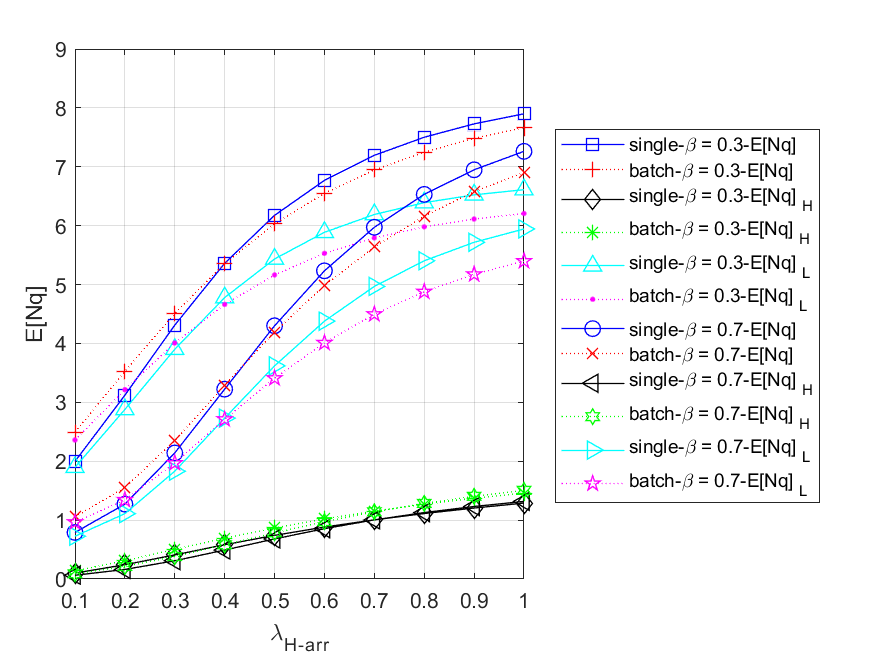 9
8
7
6
5
4
3
2
1
0
E[Nq]
0.1 0.2 0.3 0.4 0.5 0.6 0.7 0.8 0.9 1
λH-arr
single-β = 0.3-E[Nq]
batch-β = 0.3-E[Nq]
single-β = 0.3-E[Nq]H
batch-β = 0.3-E[Nq]H
single-β = 0.3-E[Nq]L
batch-β = 0.3-E[Nq]L
single-β = 0.7-E[Nq]
batch-β = 0.7-E[Nq]
single-β = 0.7-E[Nq]H
batch-β = 0.7-E[Nq]H
single-β = 0.7-E[Nq]L
batch-β = 0.7-E[Nq]L